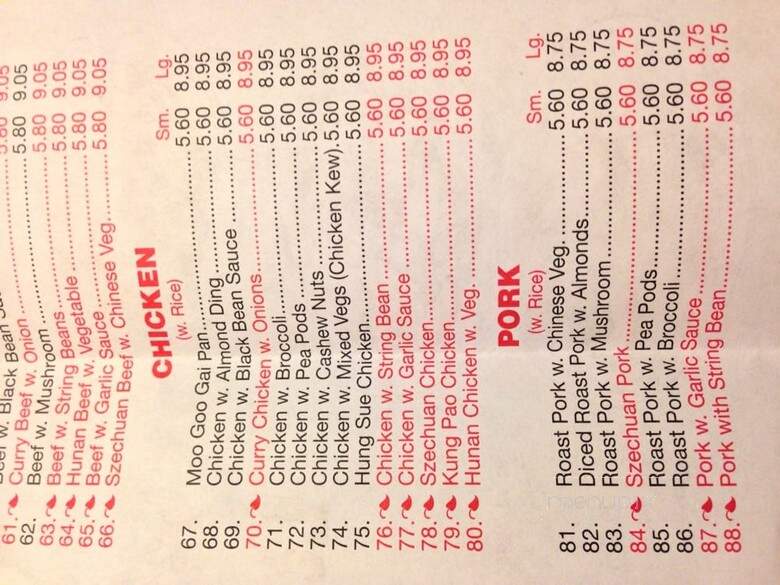 w. Black Bean
61. Curry Beef w. Onion 5.80 9.05
62. Beef w. Mushroom 5.80 9.05
63. Beef w. String Beans 5.80 9.05
64. Hunan Beef w. Vegetable 5.80 9.05
65. Beef w. Garlic Sauce 5.80 9.05
66. Szechuan Beef w. Chinese Veg. 5.80 9.05
CHICKEN
(w. Rice) Sm. Lg.
67. Moo Goo Gai Pan 5.60 8.95
68. Chicken w. Almond Ding 5.60 8.95
69. Chicken w. Black Bean Sauce 5.60 8.95
70. Curry Chicken w. Onions 5.60 8.95
71. Chicken w. Broccoli 5.60 8.95
72. Chicken w. Pea Pods 5.60 8.95
73. Chicken w. Cashew Nuts 5.60 8.95
74. Chicken w. Mixed Vegs (Chicken Kew) 5.60 8.95
75. Hung Sue Chicken 5.60 8.95
76. Chicken w. String Bean 5.60 8.95
77. Chicken w. Garlic Sauce 5.60 8.95
78. Szechuan Chicken 5.60 8.95
79. Kung Pao Chicken 5.60 8.95
80. Hunan Chicken w. Veg. 5.60 8.95
PORK
(w. Rice) Sm. Lg.
81. Roast Pork w. Chinese Veg. 5.60 8.75
82. Diced Roast Pork w. Almonds 5.60 8.75
83. Roast Pork w. Mushroom 5.60 8.75
84. Szechuan Pork 5.60 8.75
85. Roast Pork w. Pea Pods 5.60 8.75
86. Roast Pork w. Broccoli 5.60 8.75
87. Pork w. Garlic Sauce 5.60 8.75
88. Pork with String Bean 5.60 8.75